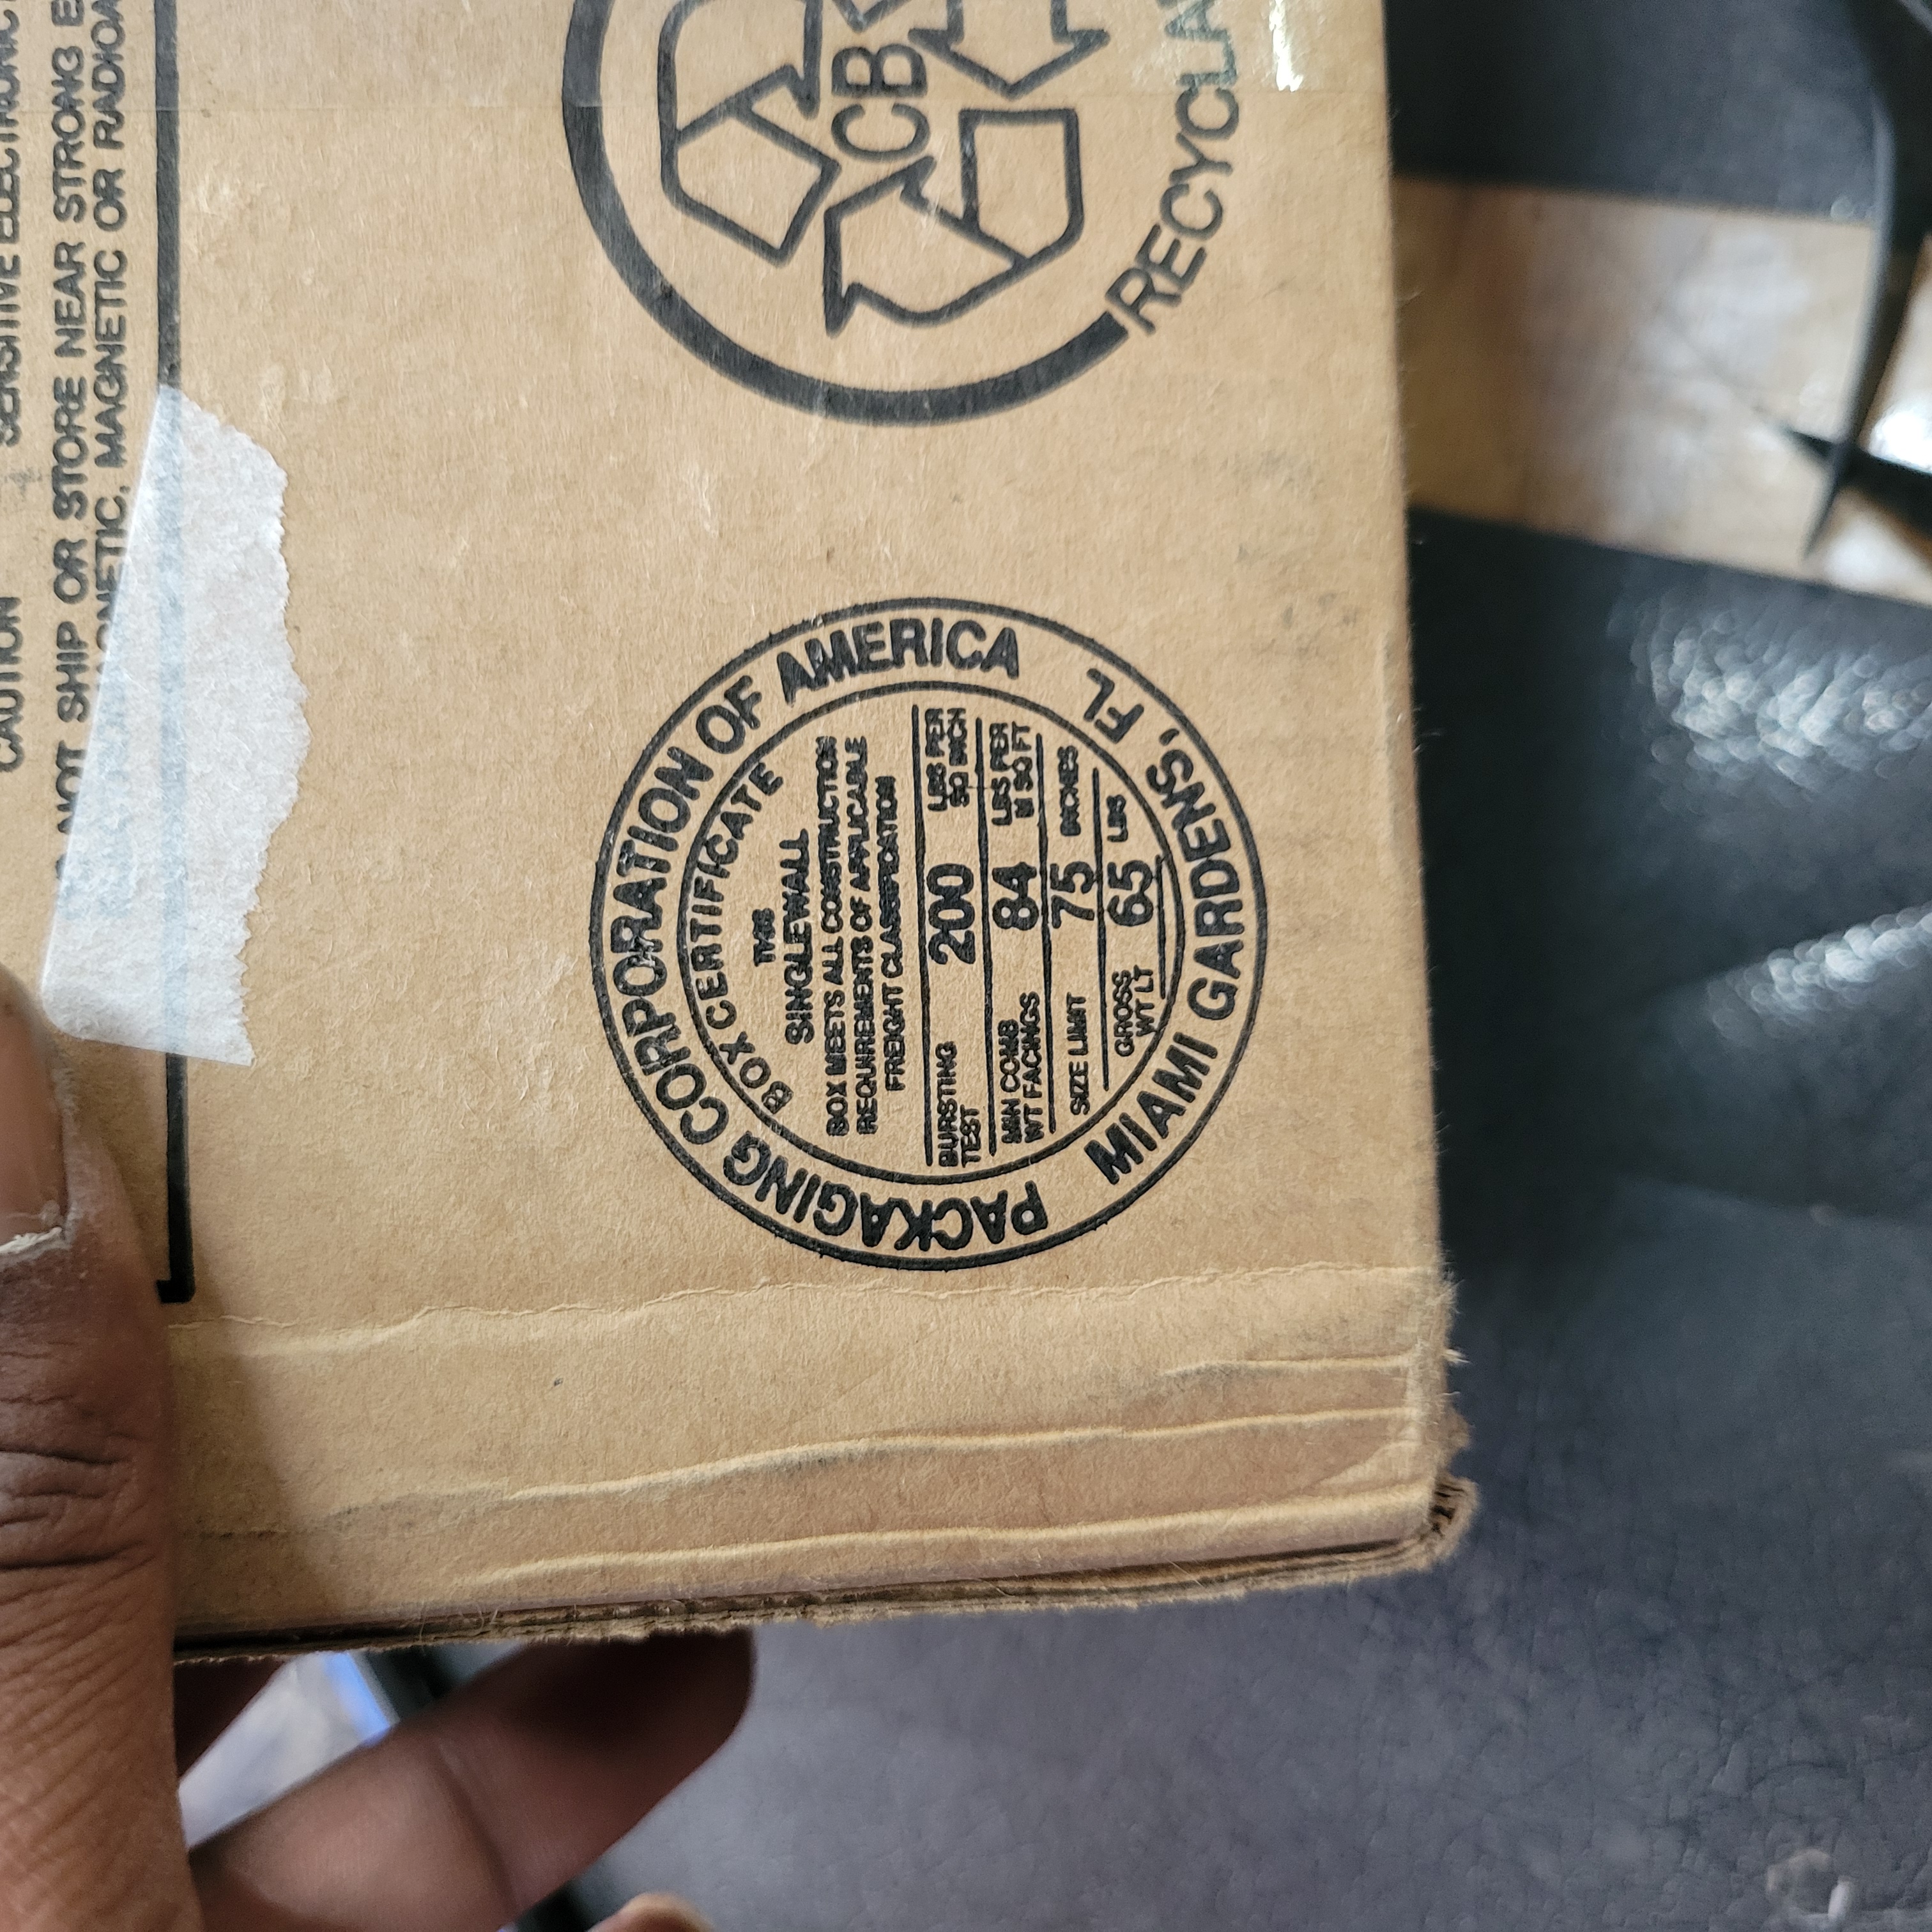 CAUTION SENSITIVE ELECTRONIC
NOT SHIP OR STORE NEAR STRONG
MAGNETIC, MAGNETIC OR
CB
PACKAGING CORPORATION OF AMERICA
BOX CERTIFICATE
THIS
SINGLEWALL
BOX MEETS ALL CONSTRUCTION
REQUIREMENTS OF APPLICABLE
FREIGHT CLASSIFICATION
BURSTING TEST 200 LBS PER SQ INCH
MIN COMB WT FACINGS 84 LBS PER M SQ FT
SIZE LIMIT 75 INCHES
GROSS WT LT 65 LBS
MIAMI GARDENS, FL